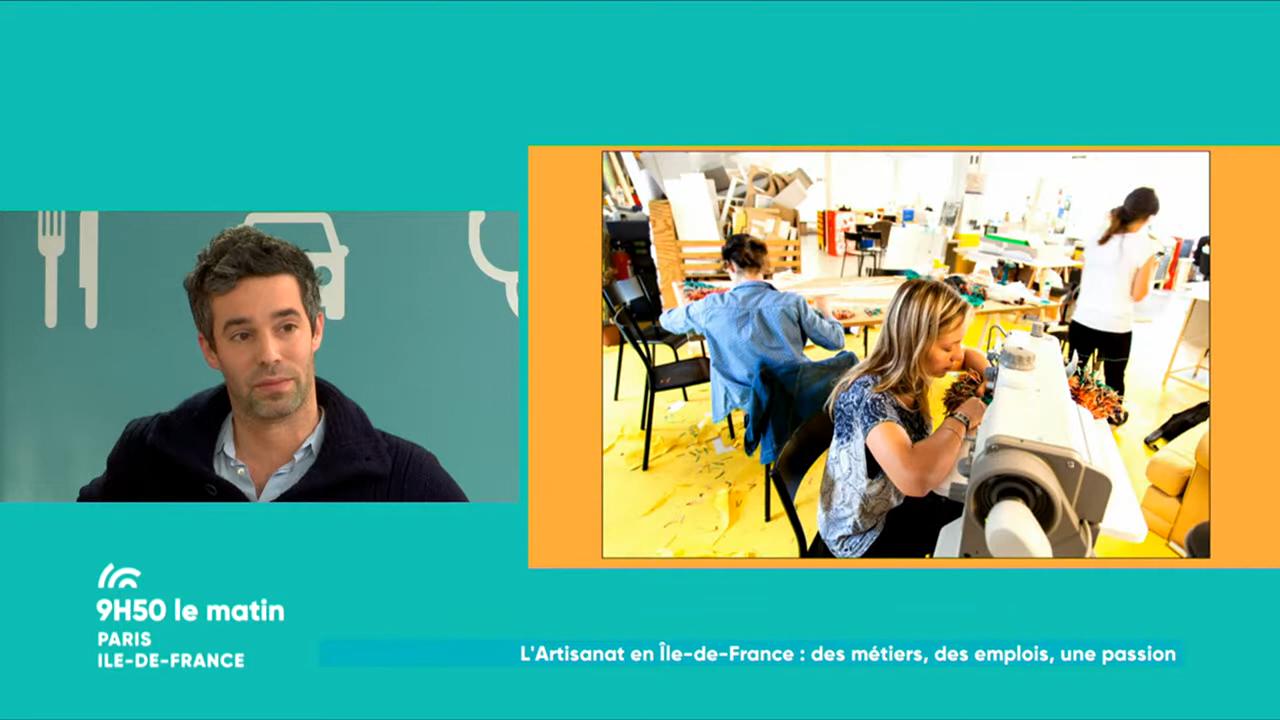 9H50 le matin
PARIS
ILE-DE-FRANCE
L'Artisanat en Île-de-France : des métiers, des emplois, une passion